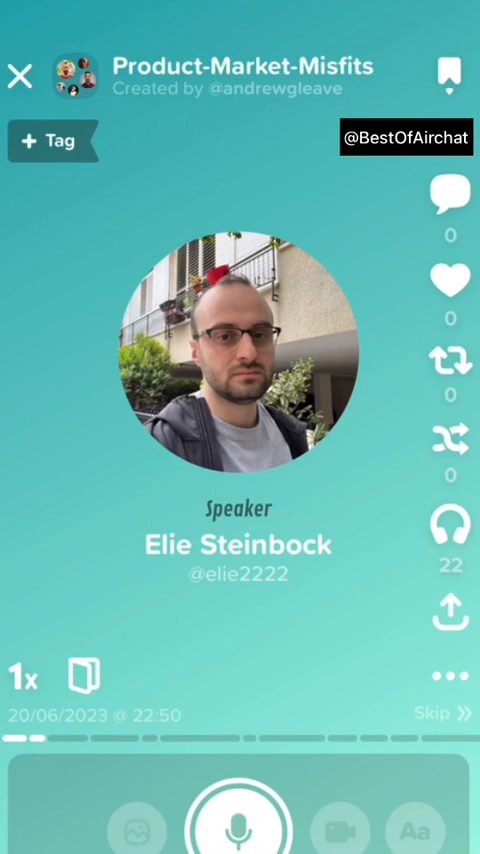 Product-Market-Misfits
Created by @andrewgleave
+ Tag
@BestOfAirchat
0
0
0
0
22
Speaker
Elie Steinbock
@elie2222
1x
20/06/2023 @ 22:50
Skip
Aa